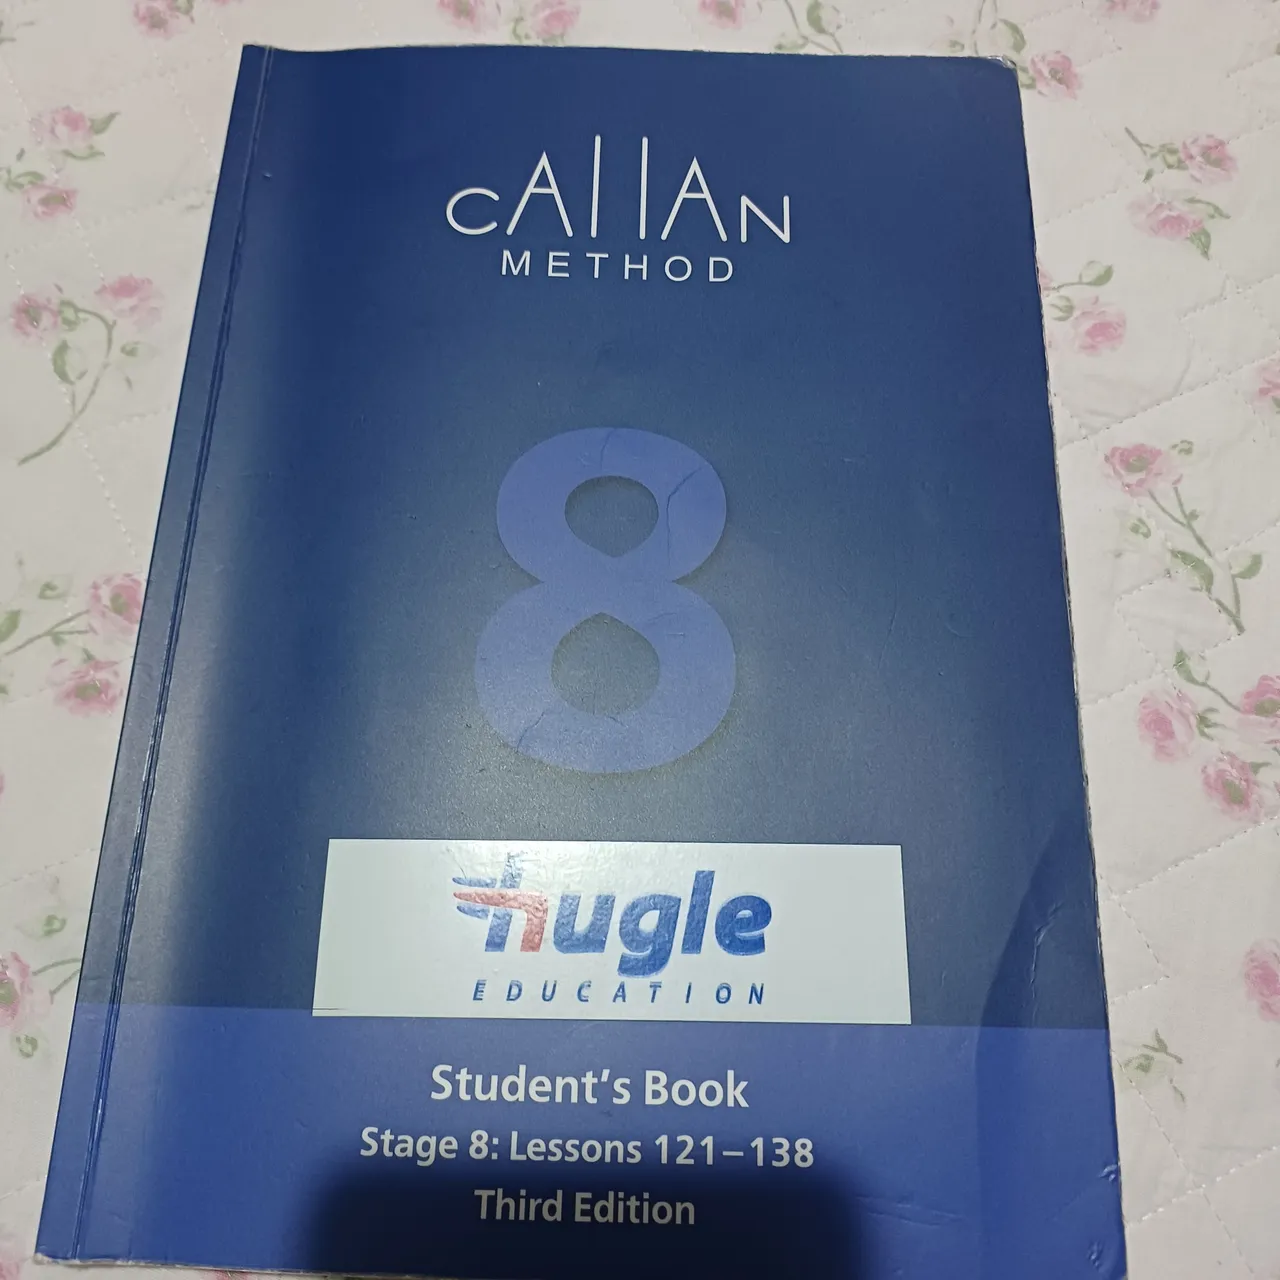 CALLAN
METHOD
8
hugle
EDUCATION
Student's Book
Stage 8: Lessons 121–138
Third Edition